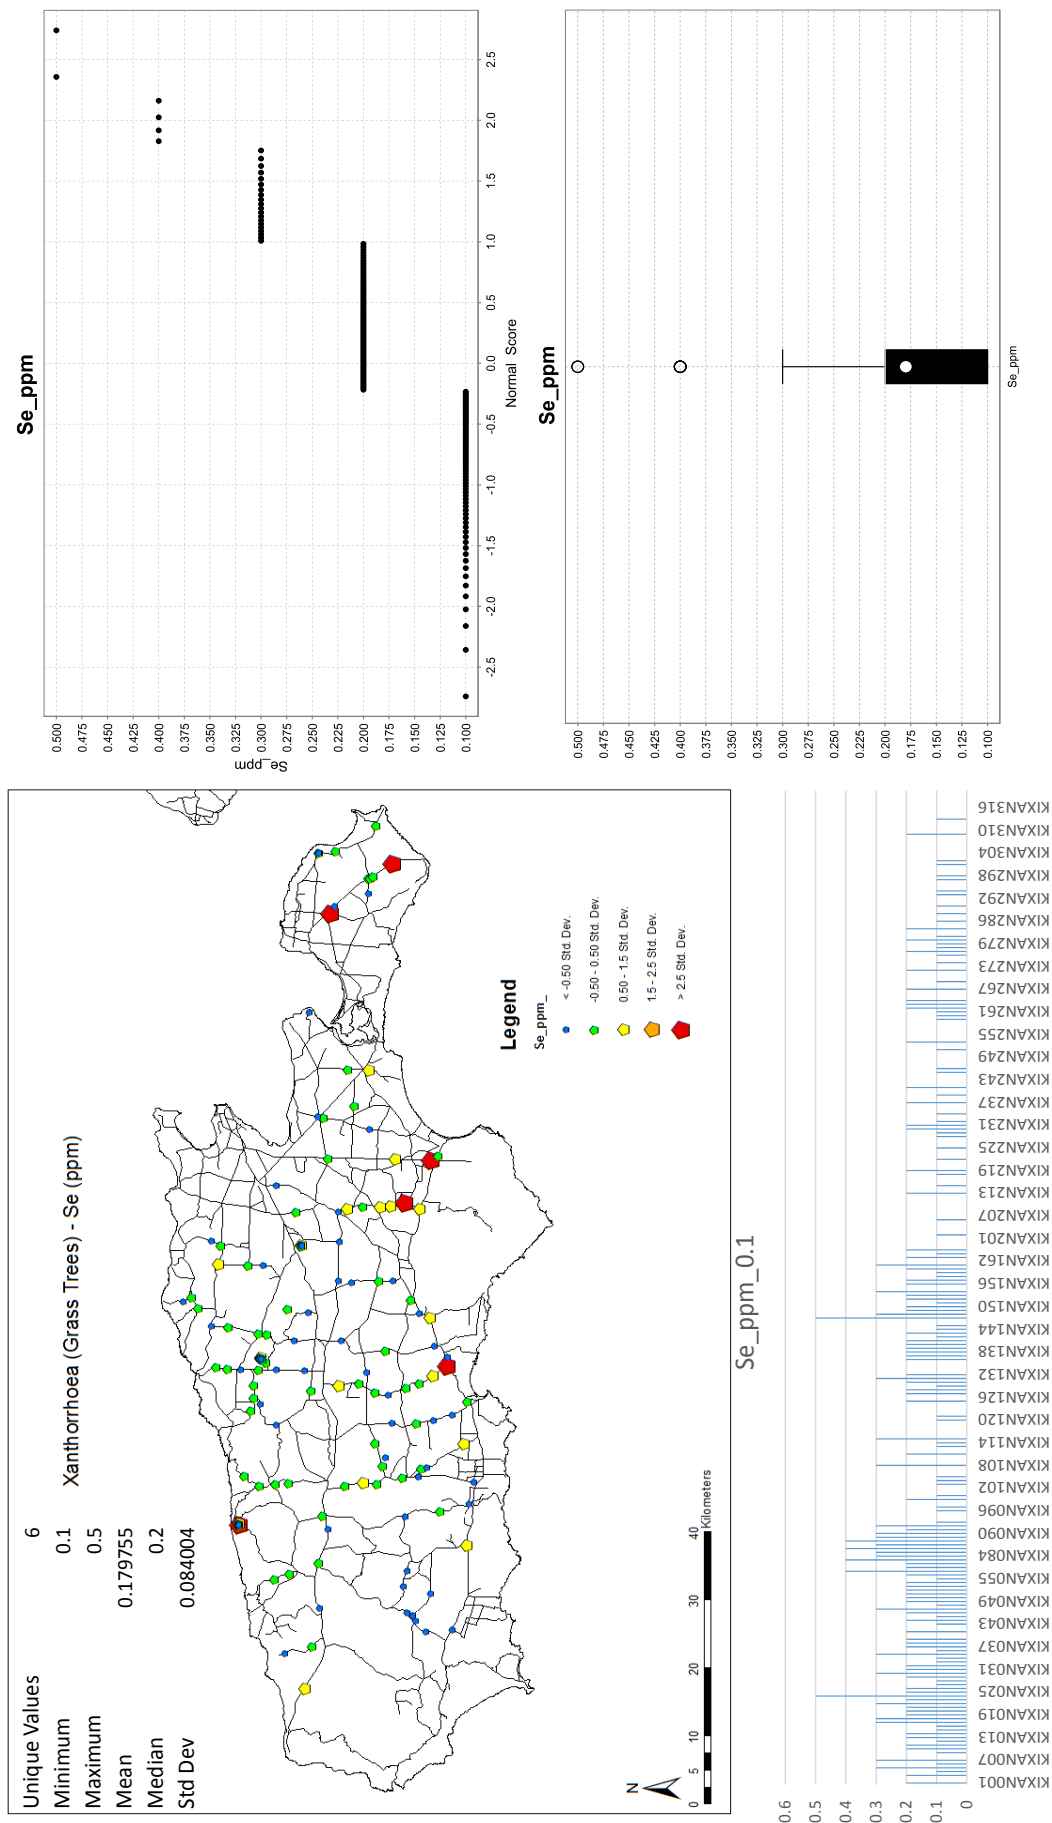 Unique Values 6
Minimum 0.1
Maximum 0.5
Mean 0.179755
Median 0.2
Std Dev 0.084004
Xanthorrhoea (Grass Trees) - Se (ppm)
Legend
Se_ppm_
< -0.50 Std. Dev.
-0.50 - 0.50 Std. Dev.
0.50 - 1.5 Std. Dev.
1.5 - 2.5 Std. Dev.
> 2.5 Std. Dev.
N
0 5 10 20 30 40
Kilometers
Se_ppm
Se_ppm
0.500
0.475
0.450
0.425
0.400
0.375
0.350
0.325
0.300
0.275
0.250
0.225
0.200
0.175
0.150
0.125
0.100
-2.5 -2.0 -1.5 -1.0 -0.5 0.0 0.5 1.0 1.5 2.0 2.5
Normal Score
Se_ppm_0.1
0.6
0.5
0.4
0.3
0.2
0.1
0
KIXAN001
KIXAN007
KIXAN013
KIXAN019
KIXAN025
KIXAN031
KIXAN037
KIXAN043
KIXAN049
KIXAN055
KIXAN084
KIXAN090
KIXAN096
KIXAN102
KIXAN108
KIXAN114
KIXAN120
KIXAN126
KIXAN132
KIXAN138
KIXAN144
KIXAN150
KIXAN156
KIXAN162
KIXAN201
KIXAN207
KIXAN213
KIXAN219
KIXAN225
KIXAN231
KIXAN237
KIXAN243
KIXAN249
KIXAN255
KIXAN261
KIXAN267
KIXAN273
KIXAN279
KIXAN286
KIXAN292
KIXAN298
KIXAN304
KIXAN310
KIXAN316
Se_ppm
0.500
0.475
0.450
0.425
0.400
0.375
0.350
0.325
0.300
0.275
0.250
0.225
0.200
0.175
0.150
0.125
0.100
Se_ppm